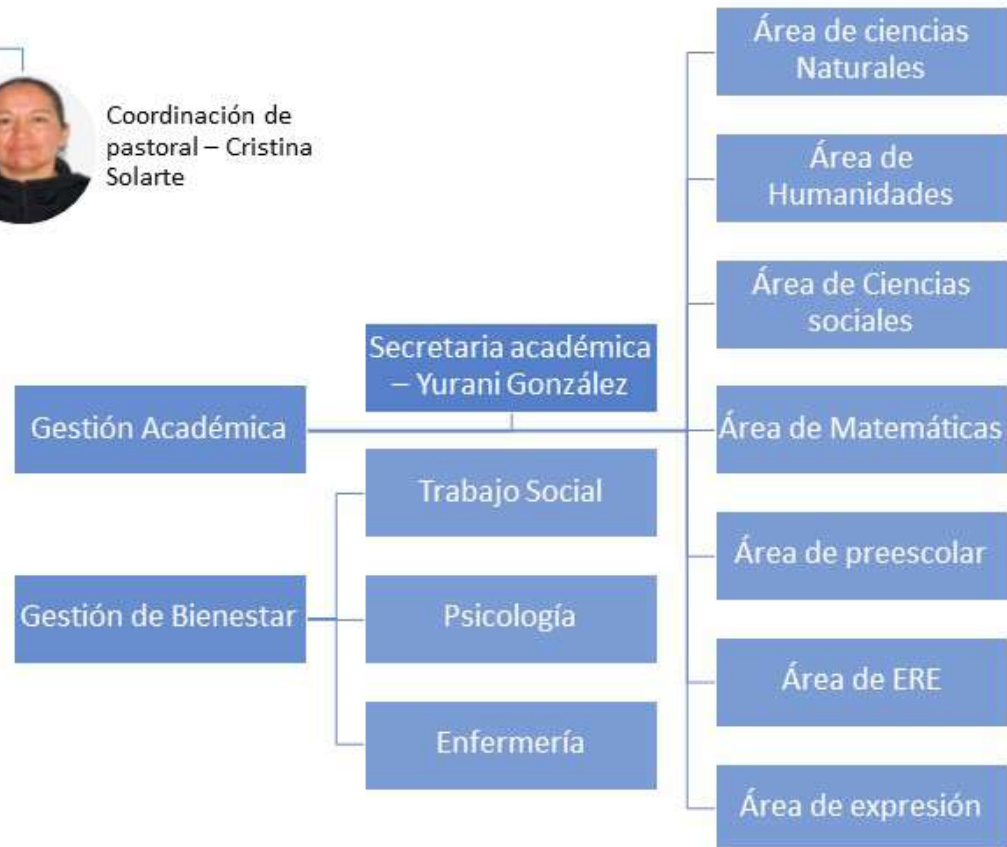 Coordinación de
pastoral – Cristina
Solarte
Secretaria académica
– Yurani González
Gestión Académica
Trabajo Social
Gestión de Bienestar
Psicología
Enfermería
Área de ciencias
Naturales
Área de
Humanidades
Área de Ciencias
sociales
Área de Matemáticas
Área de preescolar
Área de ERE
Área de expresión